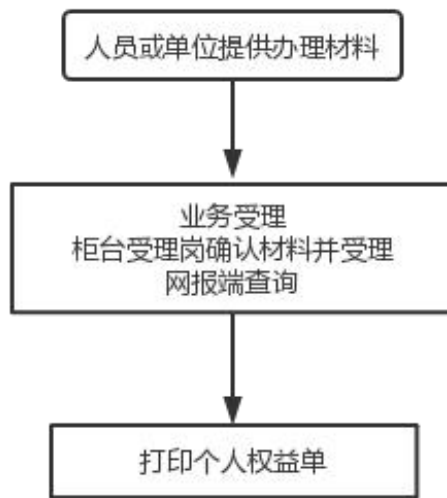 人员或单位提供办理材料
业务受理
柜台受理岗确认材料并受理
网报端查询
打印个人权益单